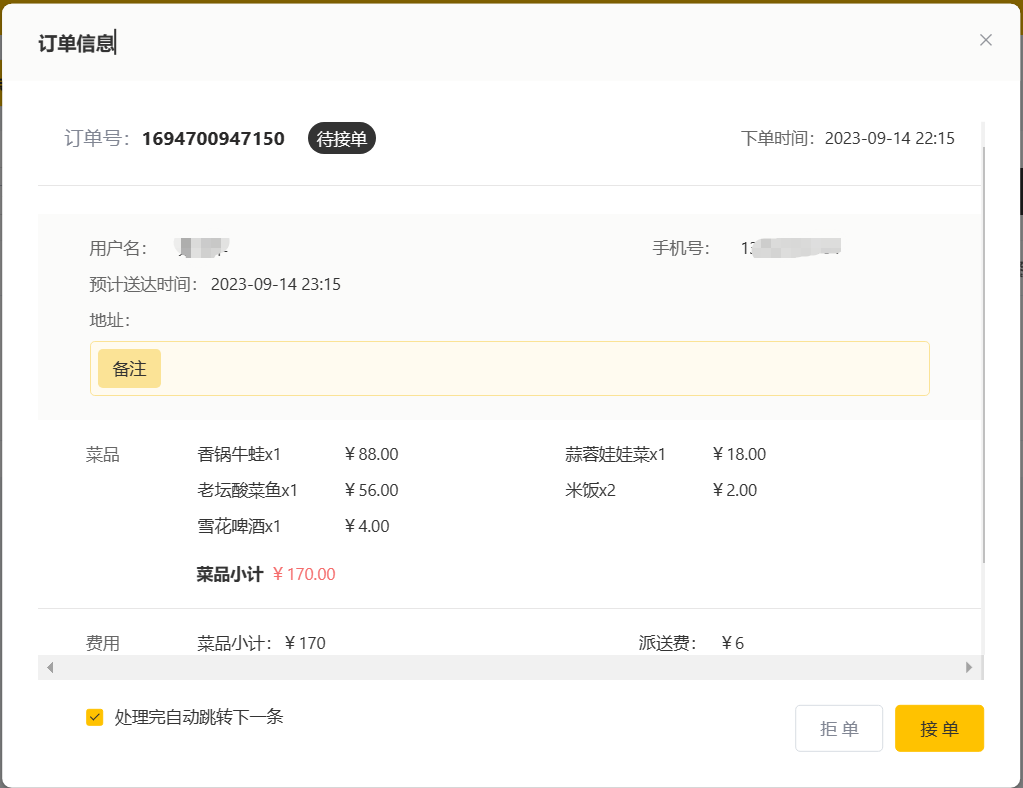 订单信息
订单号： 1694700947150 待接单 下单时间： 2023-09-14 22:15
用户名： 手机号：
预计送达时间： 2023-09-14 23:15
地址：
备注
菜品 香锅牛蛙x1 ￥88.00 蒜蓉娃娃菜x1 ￥18.00
老坛酸菜鱼x1 ￥56.00 米饭x2 ￥2.00
雪花啤酒x1 ￥4.00
菜品小计 ￥170.00
费用 菜品小计： ￥170 派送费： ￥6
处理完自动跳转下一条
拒 单 接 单